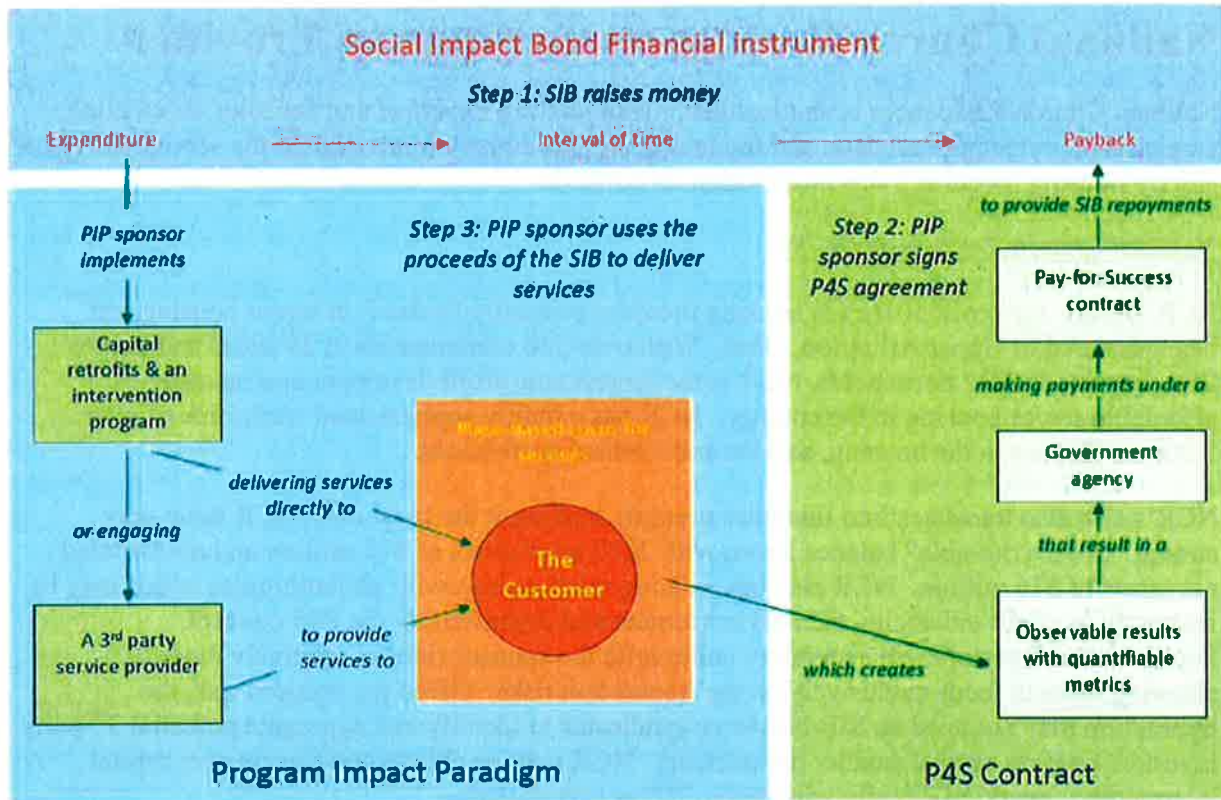 Social Impact Bond Financial instrument
Step 1: SIB raises money
Expenditure
Interval of time
Payback
PIP sponsor
implements
Capital
retrofits & an
intervention
program
or engaging
A 3rd party
service provider
Step 3: PIP sponsor uses the
proceeds of the SIB to deliver
services
delivering services
directly to
to provide
services to
services
The
Customer
which creates
Program Impact Paradigm
Step 2: PIP
sponsor signs
P4S agreement
to provide SIB repayments
Pay-for-Success
contract
making payments under a
Government
agency
that result in a
Observable results
with quantifiable
metrics
P4S Contract